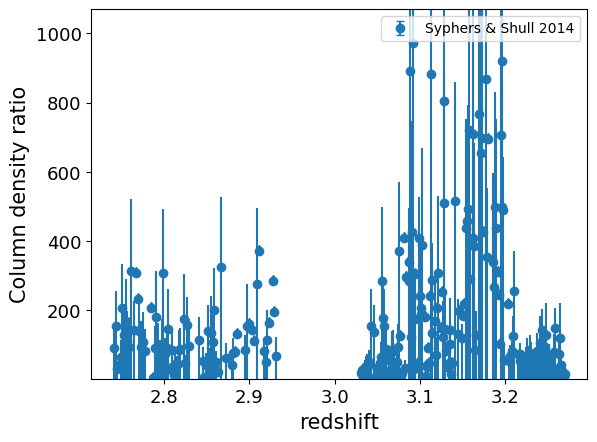 Syphers & Shull 2014
Column density ratio
1000
800
600
400
200
2.8 2.9 3.0 3.1 3.2
redshift